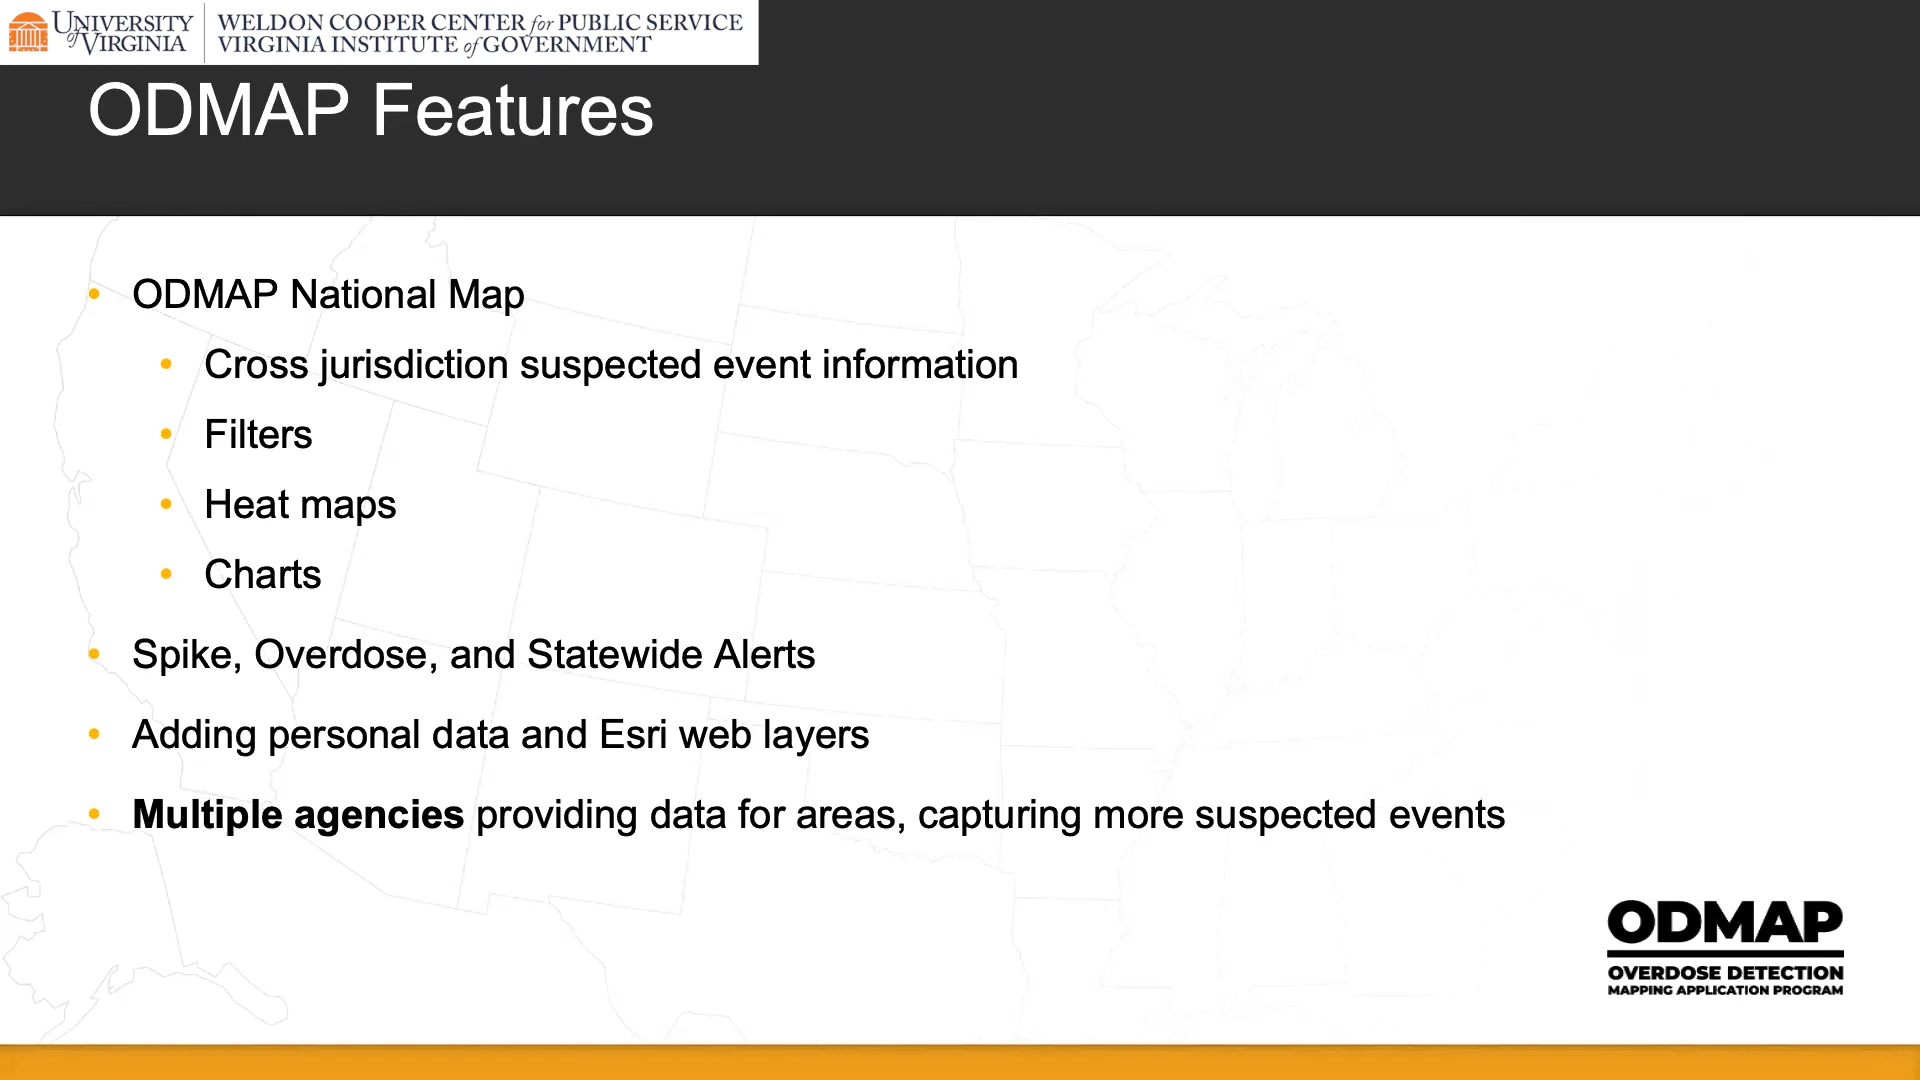 UNIVERSITY
of VIRGINIA
WELDON COOPER CENTER for PUBLIC SERVICE
VIRGINIA INSTITUTE of GOVERNMENT
ODMAP Features
• ODMAP National Map
• Cross jurisdiction suspected event information
• Filters
• Heat maps
• Charts
• Spike, Overdose, and Statewide Alerts
• Adding personal data and Esri web layers
• Multiple agencies providing data for areas, capturing more suspected events
ODMAP
OVERDOSE DETECTION
MAPPING APPLICATION PROGRAM